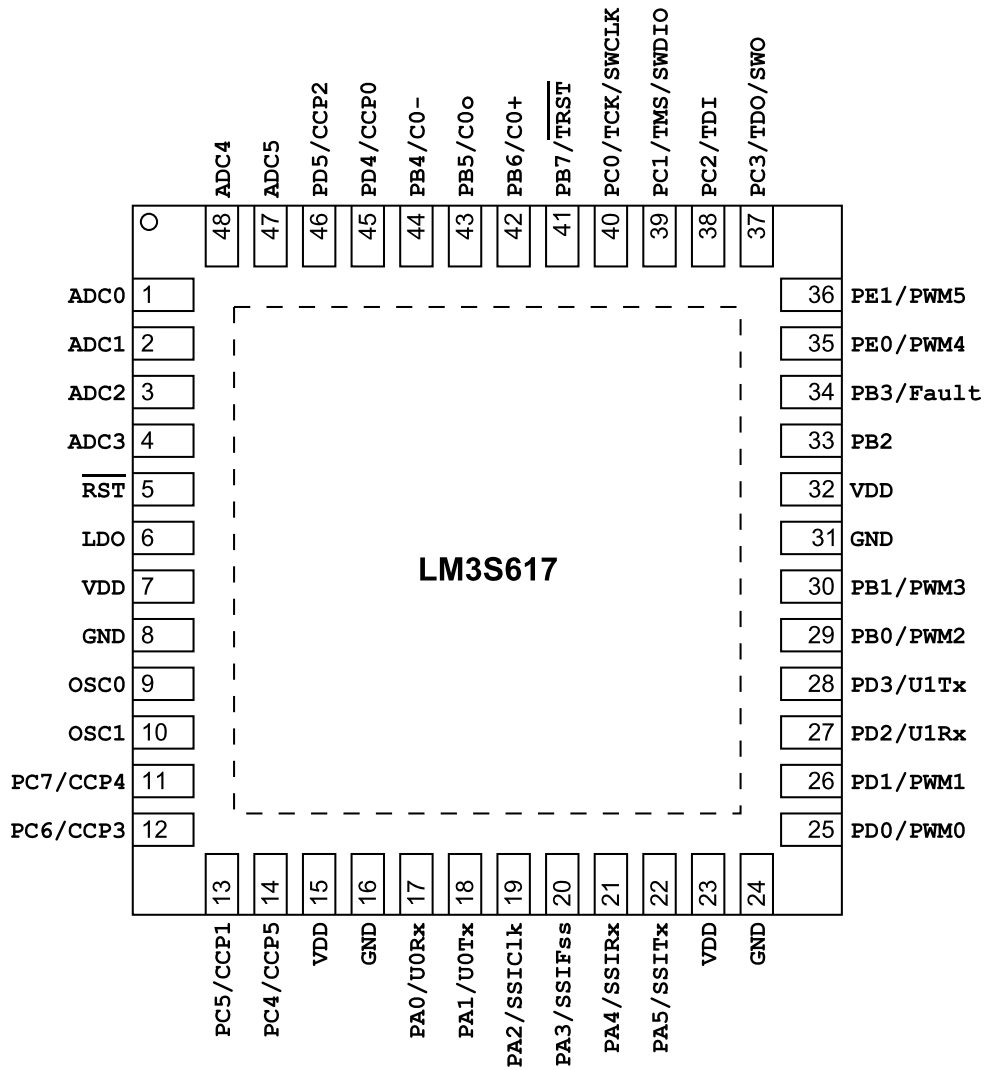 ADC4
ADC5
PD5/CCP2
PD4/CCP0
PB4/C0-
PB5/C0o
PB6/C0+
PB7/TRST
PC0/TCK/SWCLK
PC1/TMS/SWDIO
PC2/TDI
PC3/TDO/SWO
48
47
46
45
44
43
42
41
40
39
38
37
ADC0 1
ADC1 2
ADC2 3
ADC3 4
RST 5
LDO 6
VDD 7
GND 8
OSC0 9
OSC1 10
PC7/CCP4 11
PC6/CCP3 12
LM3S617
36 PE1/PWM5
35 PE0/PWM4
34 PB3/Fault
33 PB2
32 VDD
31 GND
30 PB1/PWM3
29 PB0/PWM2
28 PD3/U1Tx
27 PD2/U1Rx
26 PD1/PWM1
25 PD0/PWM0
13
14
15
16
17
18
19
20
21
22
23
24
PC5/CCP1
PC4/CCP5
VDD
GND
PA0/U0Rx
PA1/U0Tx
PA2/SSIClk
PA3/SSIFss
PA4/SSIRx
PA5/SSITx
VDD
GND